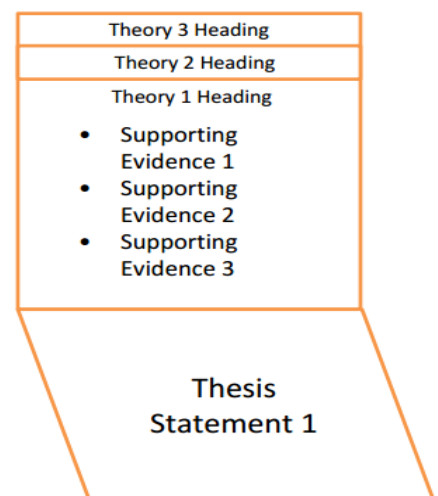 Theory 3 Heading
Theory 2 Heading
Theory 1 Heading
• Supporting
Evidence 1
• Supporting
Evidence 2
• Supporting
Evidence 3
Thesis
Statement 1